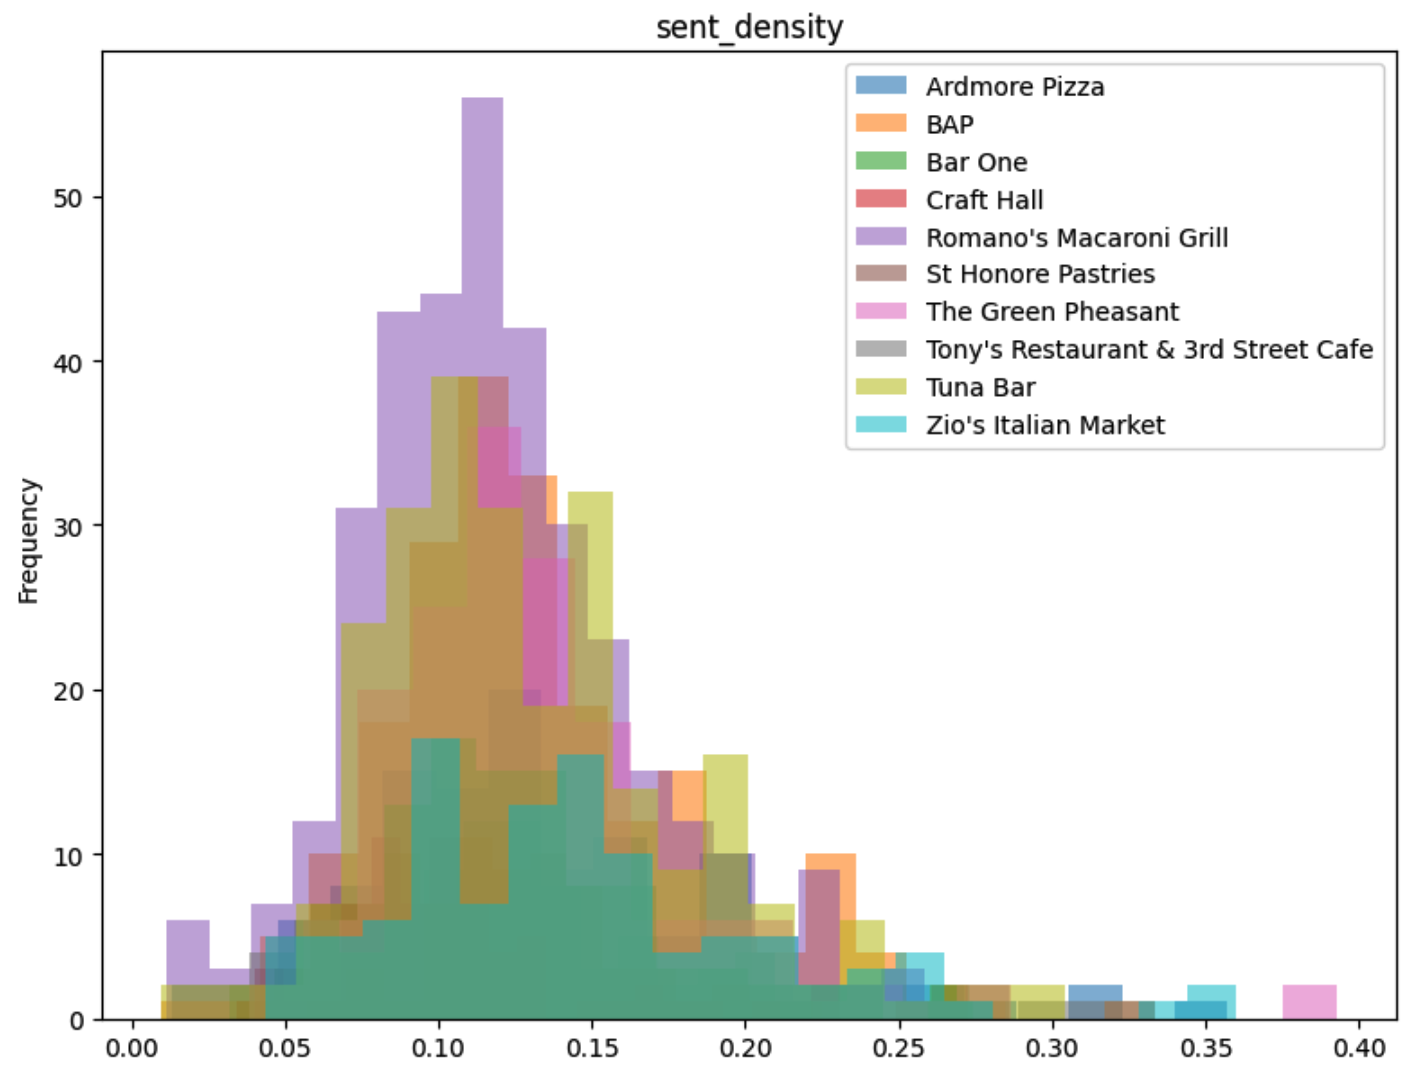 sent_density
Ardmore Pizza
BAP
Bar One
Craft Hall
Romano's Macaroni Grill
St Honore Pastries
The Green Pheasant
Tony's Restaurant & 3rd Street Cafe
Tuna Bar
Zio's Italian Market
Frequency
50
40
30
20
10
0
0.00 0.05 0.10 0.15 0.20 0.25 0.30 0.35 0.40